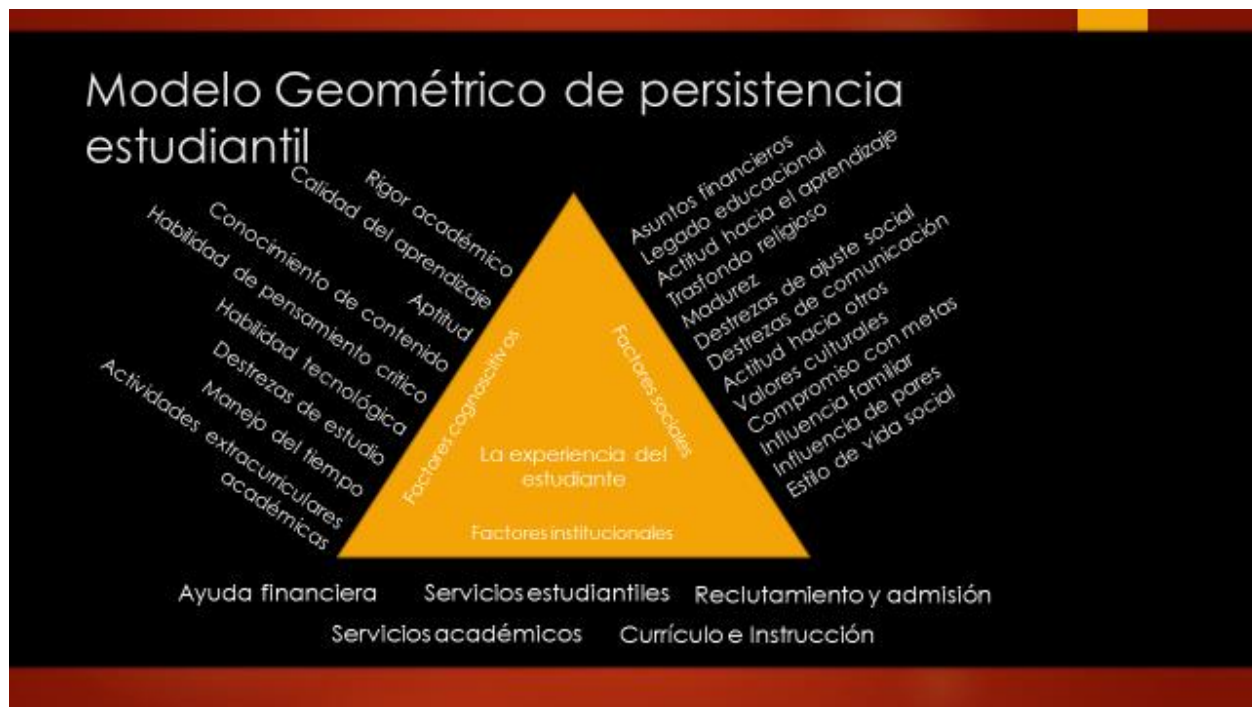 Modelo Geométrico de persistencia
estudiantil
Rigor académico
Calidad del aprendizaje
Aptitud
Conocimiento de contenido
Habilidad de pensamiento crítico
Habilidad tecnológica
Destrezas de estudio
Manejo del tiempo
Actividades extracurriculares
académicas
Asuntos financieros
Legado educacional
Actitud hacia el aprendizaje
Trasfondo religioso
Madurez
Destrezas de ajuste social
Destrezas de comunicación
Actitud hacia otros
Valores culturales
Compromiso con metas
Influencia familiar
Influencia de pares
Estilo de vida social
Factores cognoscitivos
Factores sociales
La experiencia del
estudiante
Factores institucionales
Ayuda financiera
Servicios estudiantiles
Reclutamiento y admisión
Servicios académicos
Currículo e Instrucción